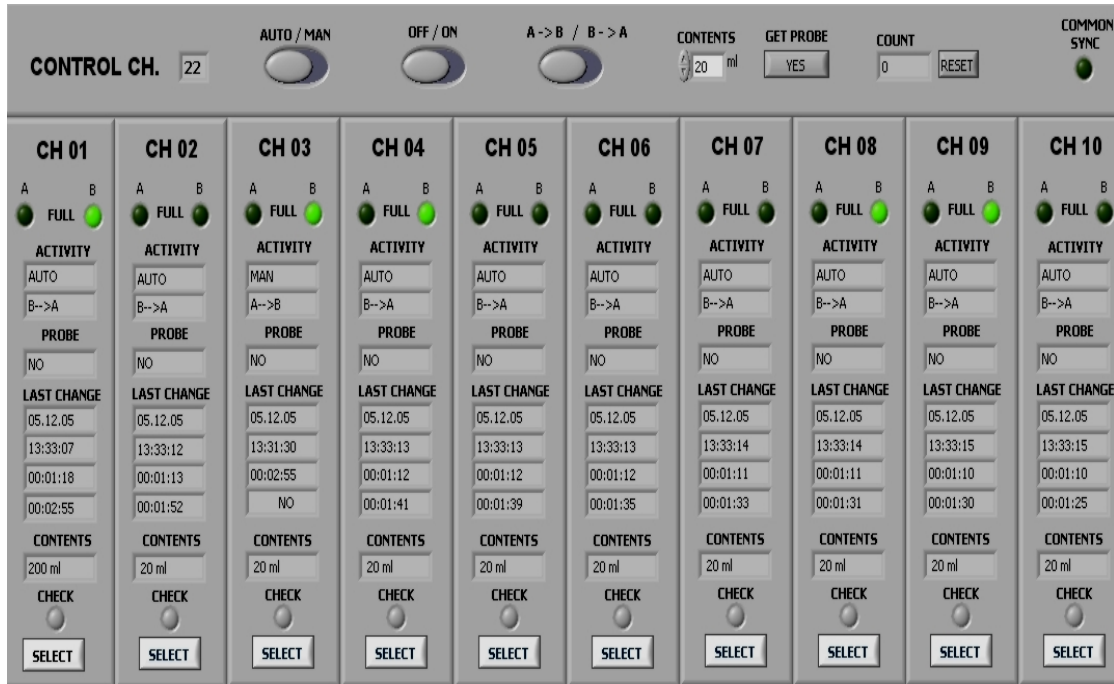 CONTROL CH. 22 AUTO / MAN OFF / ON A -> B / B - > A CONTENTS 20 ml GET PROBE YES COUNT 0 RESET COMMON SYNC
CH 01 CH 02 CH 03 CH 04 CH 05 CH 06 CH 07 CH 08 CH 09 CH 10
A B A B A B A B A B A B A B A B A B A B
FULL FULL FULL FULL FULL FULL FULL FULL FULL FULL
ACTIVITY ACTIVITY ACTIVITY ACTIVITY ACTIVITY ACTIVITY ACTIVITY ACTIVITY ACTIVITY ACTIVITY
AUTO AUTO MAN AUTO AUTO AUTO AUTO AUTO AUTO AUTO
B-->A B-->A A-->B B-->A B-->A B-->A B-->A B-->A B-->A B-->A
PROBE PROBE PROBE PROBE PROBE PROBE PROBE PROBE PROBE PROBE
NO NO NO NO NO NO NO NO NO NO
LAST CHANGE LAST CHANGE LAST CHANGE LAST CHANGE LAST CHANGE LAST CHANGE LAST CHANGE LAST CHANGE LAST CHANGE LAST CHANGE
05.12.05 05.12.05 05.12.05 05.12.05 05.12.05 05.12.05 05.12.05 05.12.05 05.12.05 05.12.05
13:33:07 13:33:12 13:31:30 13:33:13 13:33:13 13:33:13 13:33:14 13:33:14 13:33:15 13:33:15
00:01:18 00:01:13 00:02:55 00:01:12 00:01:12 00:01:12 00:01:11 00:01:11 00:01:10 00:01:10
00:02:55 00:01:52 NO 00:01:41 00:01:39 00:01:35 00:01:33 00:01:31 00:01:30 00:01:25
CONTENTS CONTENTS CONTENTS CONTENTS CONTENTS CONTENTS CONTENTS CONTENTS CONTENTS CONTENTS
200 ml 20 ml 20 ml 20 ml 20 ml 20 ml 20 ml 20 ml 20 ml 20 ml
CHECK CHECK CHECK CHECK CHECK CHECK CHECK CHECK CHECK CHECK
SELECT SELECT SELECT SELECT SELECT SELECT SELECT SELECT SELECT SELECT